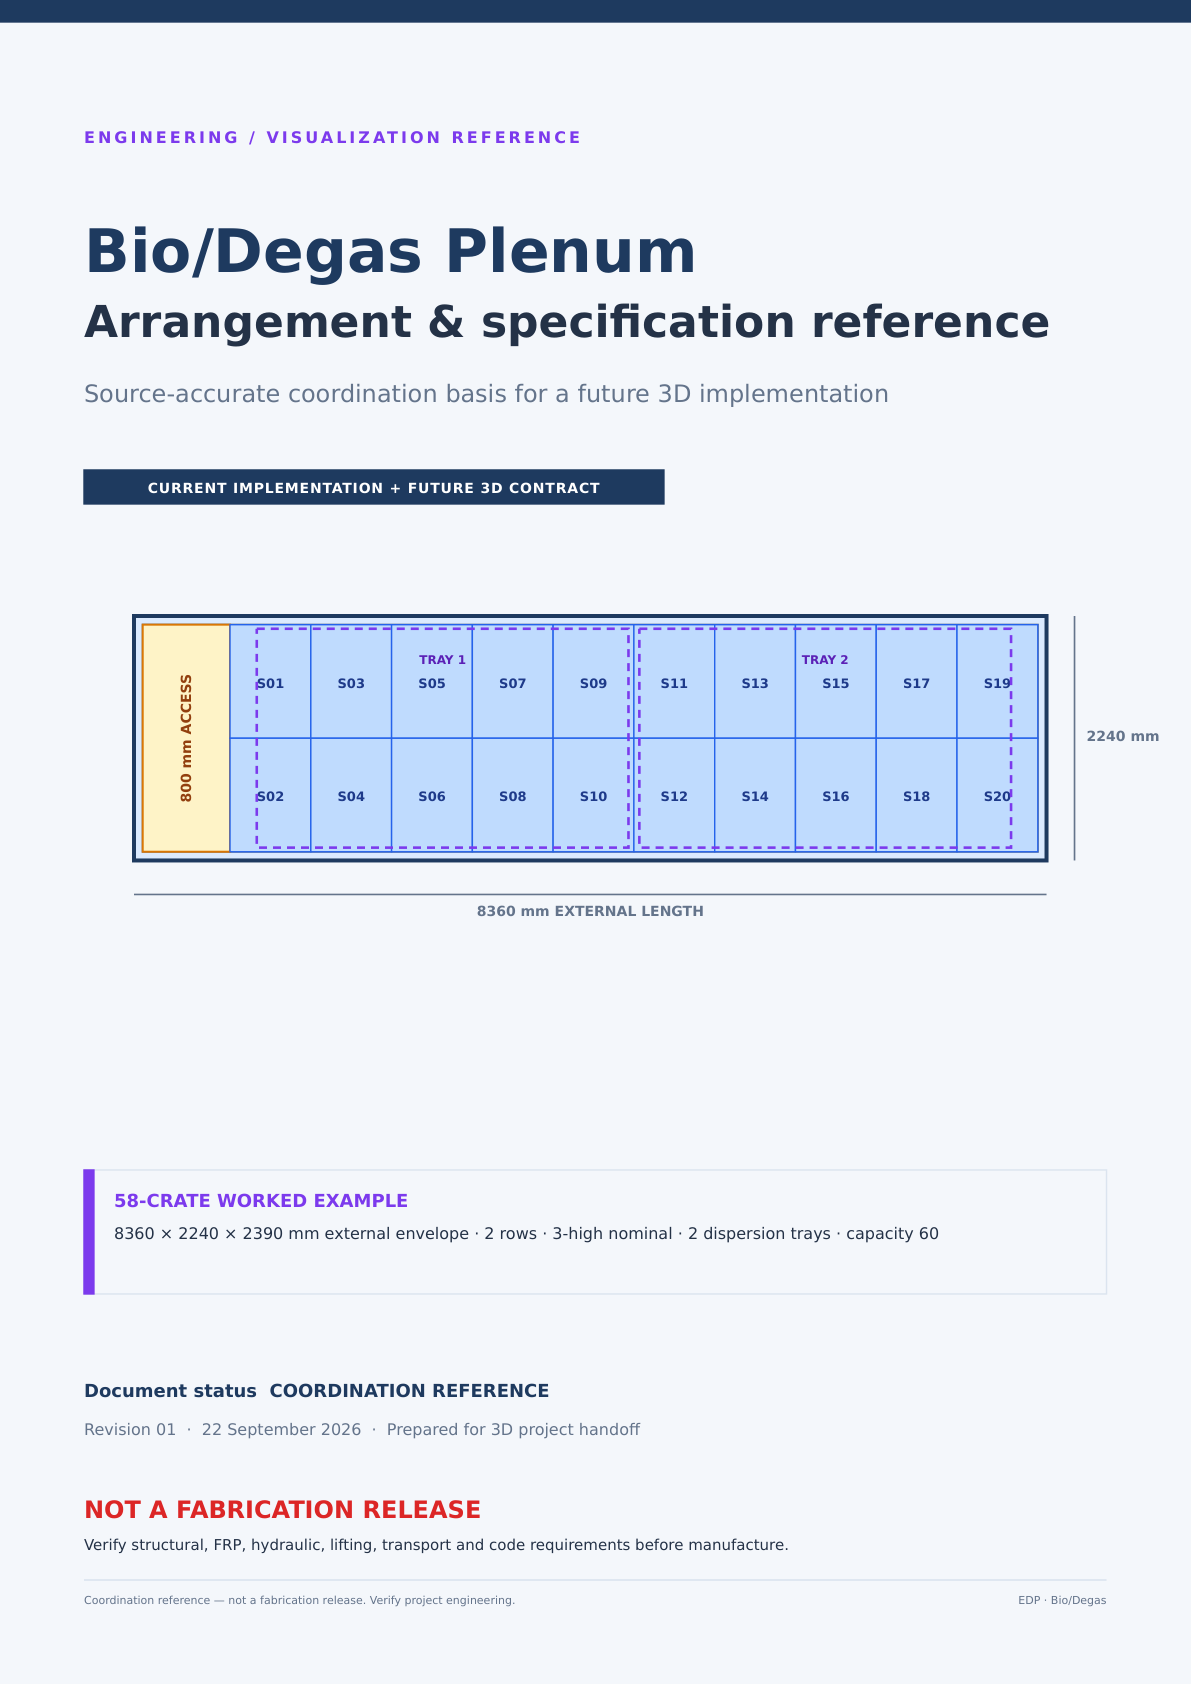 ENGINEERING / VISUALIZATION REFERENCE
Bio/Degas Plenum
Arrangement & specification reference
Source-accurate coordination basis for a future 3D implementation
CURRENT IMPLEMENTATION + FUTURE 3D CONTRACT
800 mm ACCESS
TRAY 1 TRAY 2
S01 S03 S05 S07 S09 S11 S13 S15 S17 S19
2240 mm
S02 S04 S06 S08 S10 S12 S14 S16 S18 S20
8360 mm EXTERNAL LENGTH
58-CRATE WORKED EXAMPLE
8360 × 2240 × 2390 mm external envelope · 2 rows · 3-high nominal · 2 dispersion trays · capacity 60
Document status COORDINATION REFERENCE
Revision 01 · 22 September 2026 · Prepared for 3D project handoff
NOT A FABRICATION RELEASE
Verify structural, FRP, hydraulic, lifting, transport and code requirements before manufacture.
Coordination reference — not a fabrication release. Verify project engineering. EDP · Bio/Degas